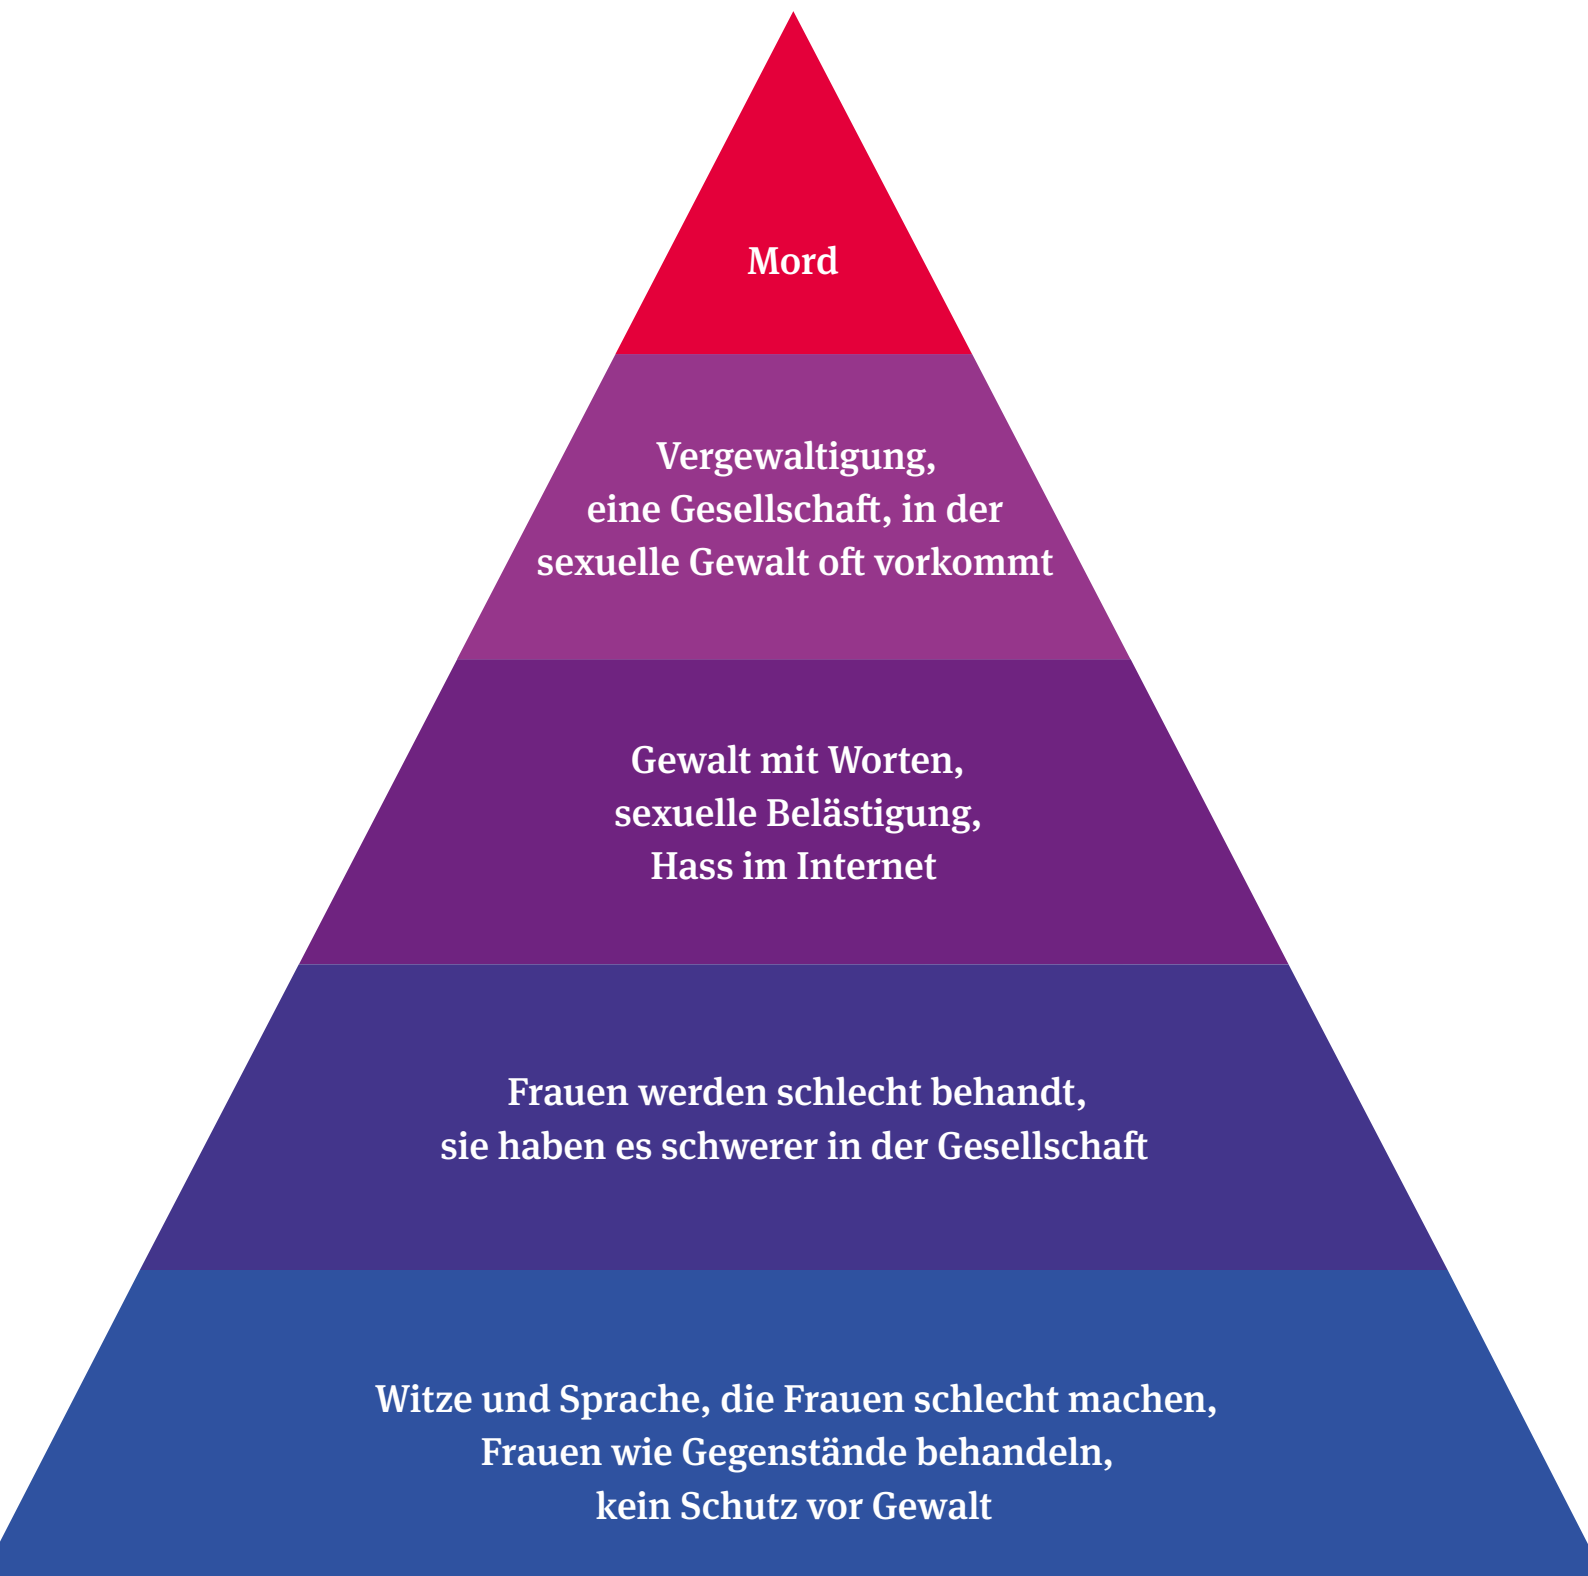 Mord
Vergewaltigung,
eine Gesellschaft, in der
sexuelle Gewalt oft vorkommt
Gewalt mit Worten,
sexuelle Belästigung,
Hass im Internet
Frauen werden schlecht behandt,
sie haben es schwerer in der Gesellschaft
Witze und Sprache, die Frauen schlecht machen,
Frauen wie Gegenstände behandeln,
kein Schutz vor Gewalt